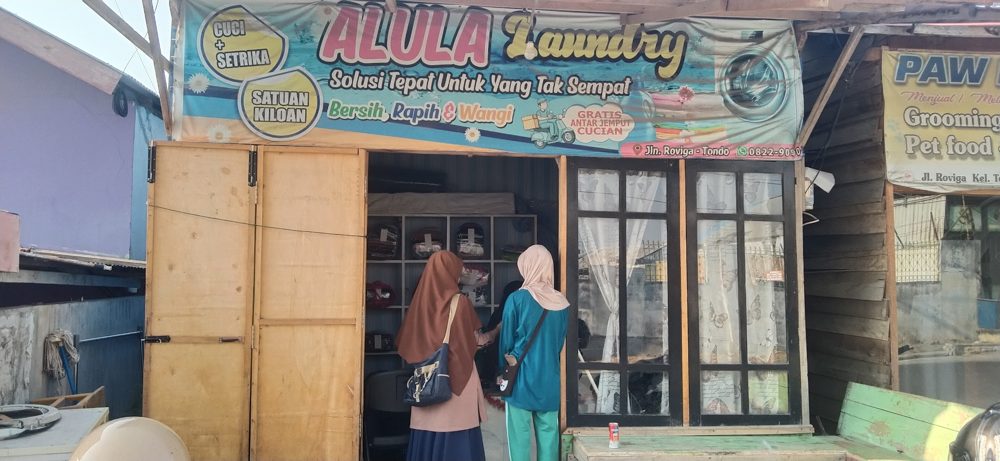 CUCI
+
SETRIKA
SATUAN
KILOAN
ALULA Laundry
Solusi Tepat Untuk Yang Tak Sempat
Bersih, Rapih & Wangi
GRATIS
ANTAR JEMPUT
CUCIAN
Jln. Roviga - Tondo
PAW
Menjual
Grooming
Pet food
Jl. Roviga Kel.